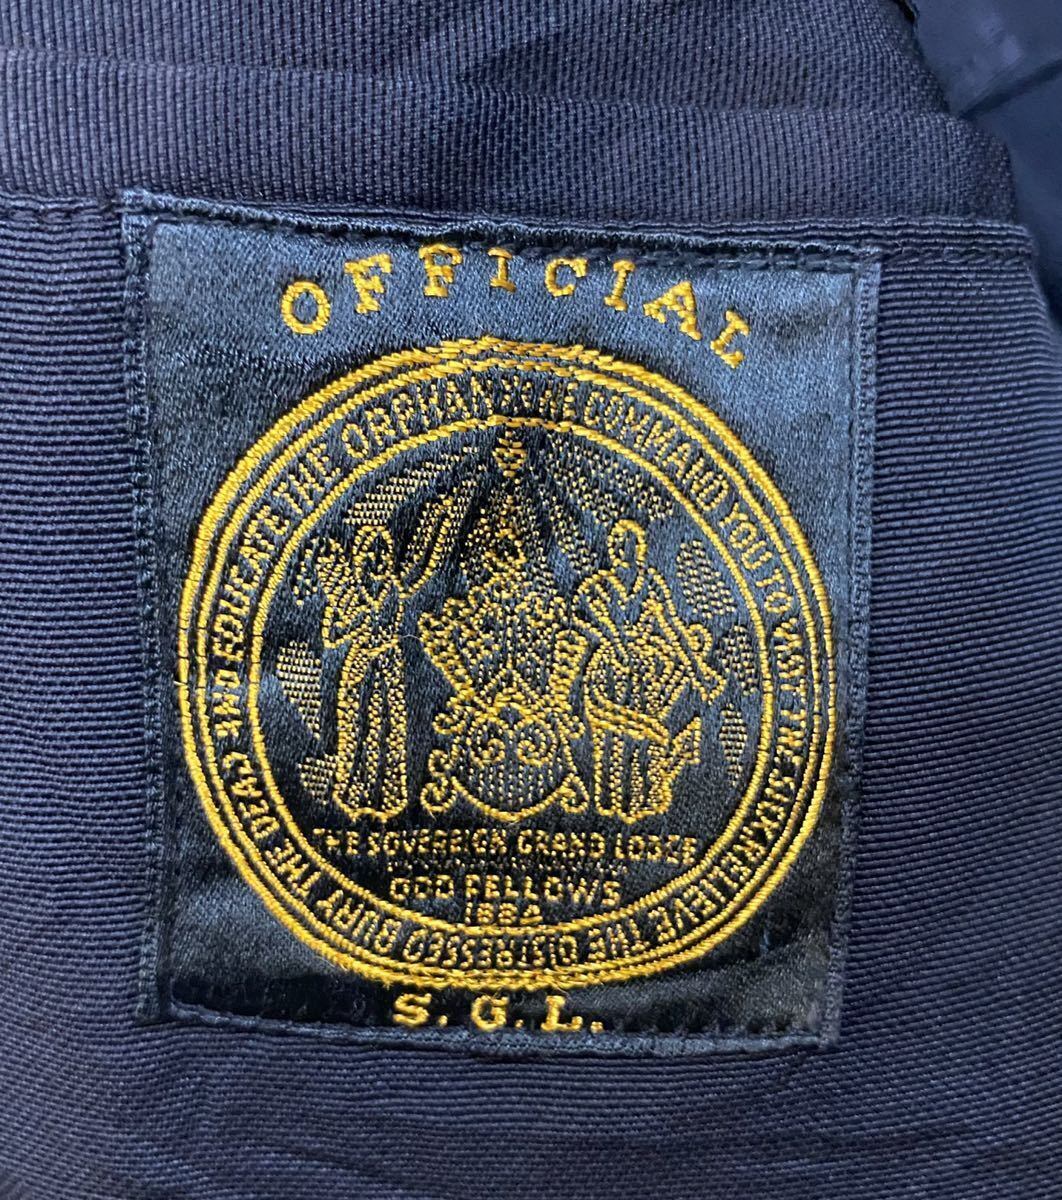 OFFICIAL
WE COMMAND YOU TO VISIT THE SICK, RELIEVE THE DISTRESSED BURY THE DEAD AND EDUCATE THE ORPHAN
THE SOVEREIGN GRAND LODGE
ODD FELLOWS
1884
S.G.L.